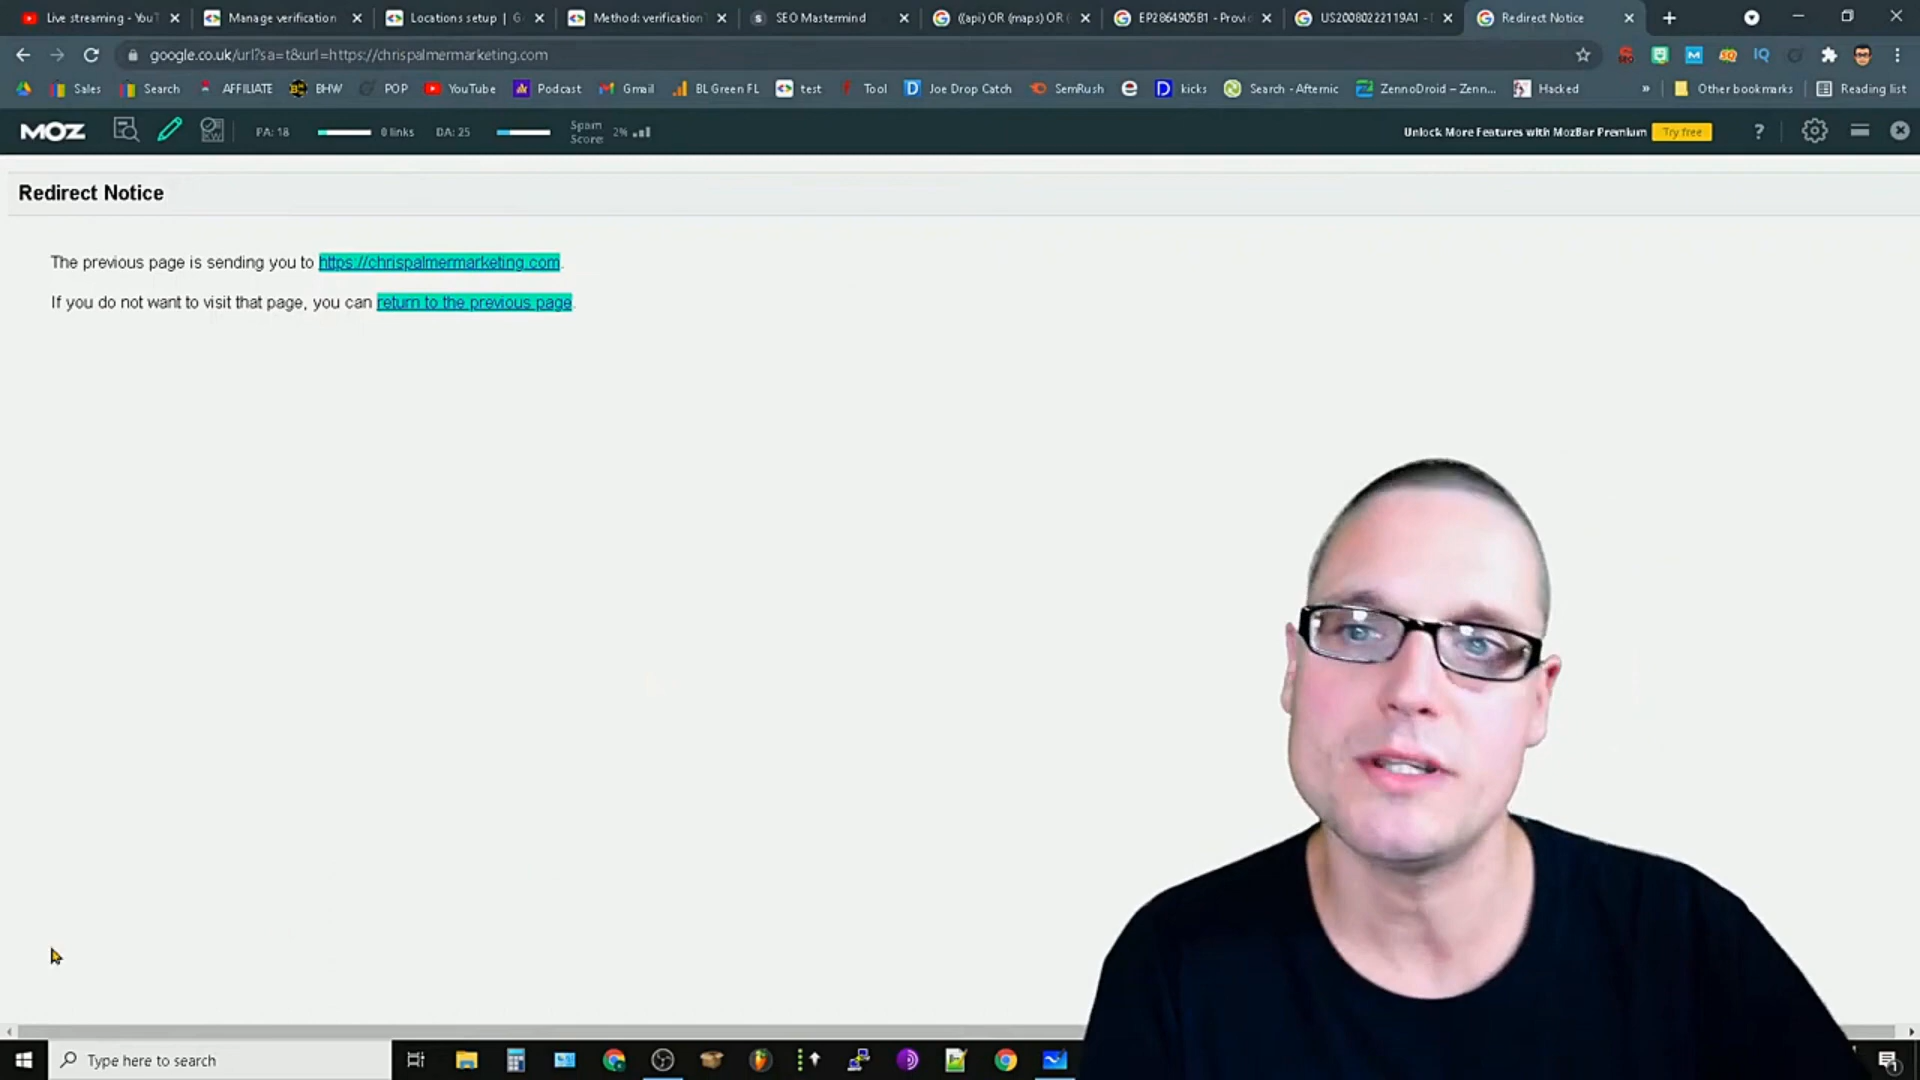 Live streaming - YouT
Manage verification
Locations setup | G
Method: verification
SEO Mastermind
((api) OR (maps) OR (
EP2864905B1 - Provi
US20080222119A1 -
Redirect Notice
google.co.uk/url?sa=t&url=https://chrispalmermarketing.com
Sales
Search
AFFILIATE
BHW
POP
YouTube
Podcast
Gmail
BL Green FL
test
Tool
Joe Drop Catch
SemRush
kicks
Search - Afternic
ZennoDroid – Zenn...
Hacked
»
Other bookmarks
Reading list
MOZ
PA: 18
0 links
DA: 25
Spam
Score:
2%
Unlock More Features with MozBar Premium
Try free
?
Redirect Notice
The previous page is sending you to https://chrispalmermarketing.com.
If you do not want to visit that page, you can return to the previous page.
Type here to search